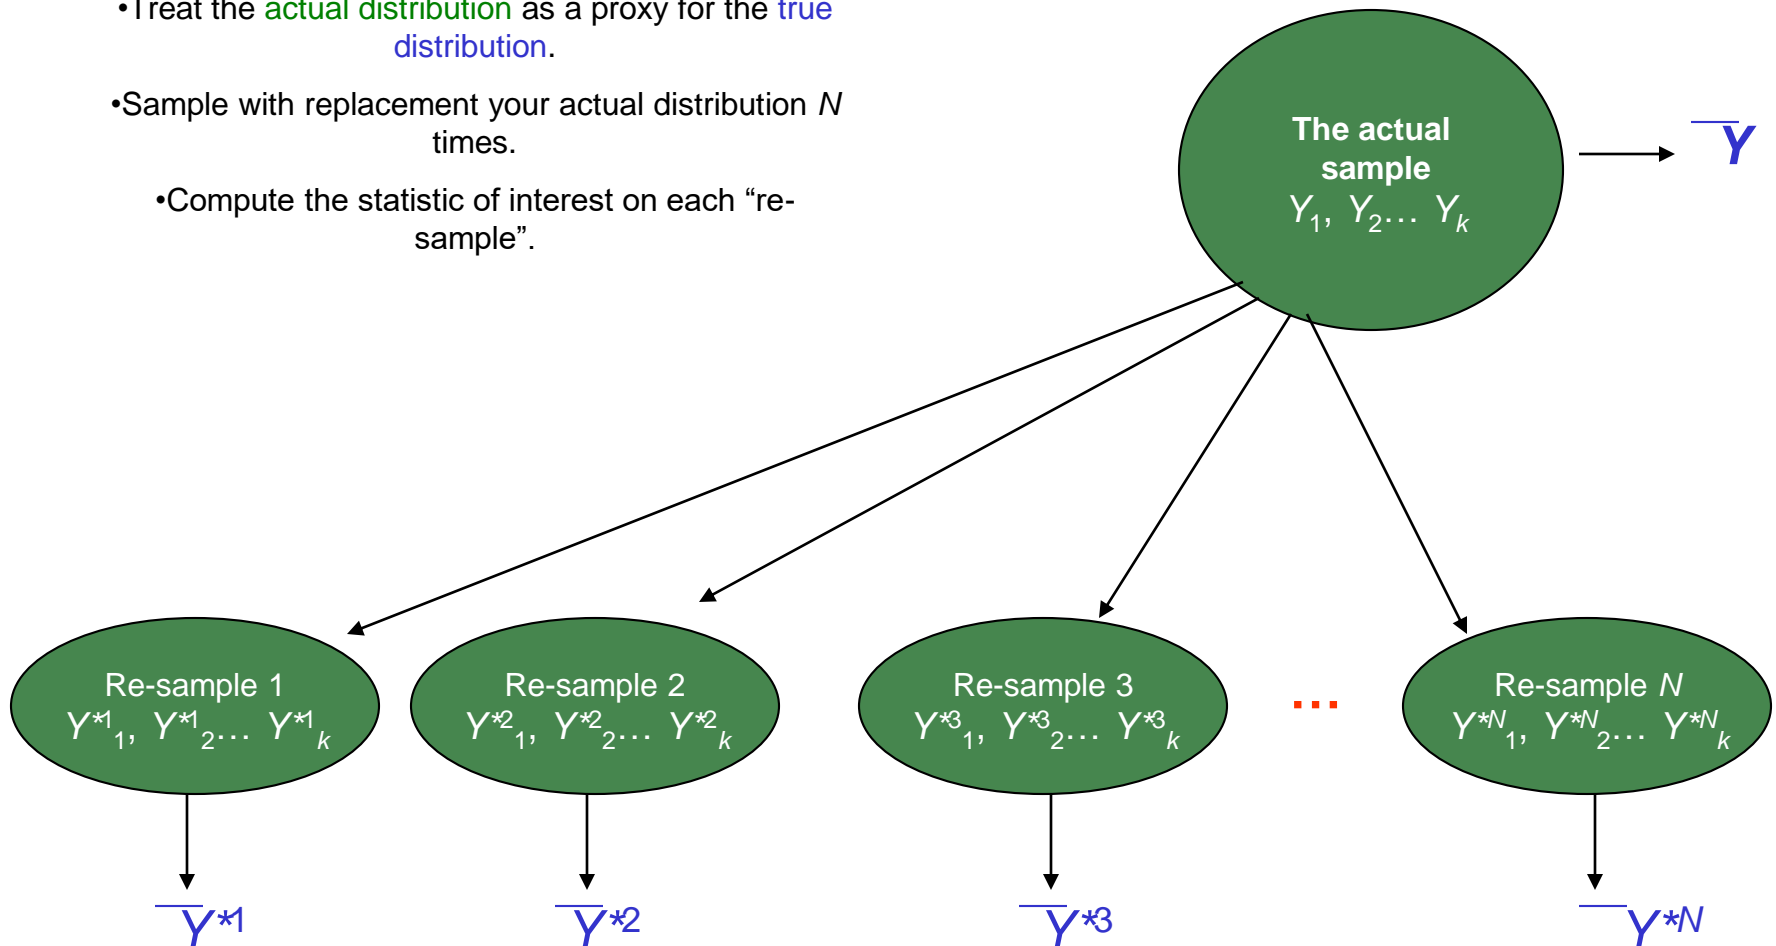 •Treat the actual distribution as a proxy for the true
distribution.
•Sample with replacement your actual distribution N
times.
•Compute the statistic of interest on each “re-
sample”.
The actual
sample
Y₁, Y₂… Yₖ
Y̅
Re-sample 1
Y*¹₁, Y*¹₂… Y*¹ₖ
Re-sample 2
Y*²₁, Y*²₂… Y*²ₖ
Re-sample 3
Y*³₁, Y*³₂… Y*³ₖ
…
Re-sample N
Y*ᴺ₁, Y*ᴺ₂… Y*ᴺₖ
Y̅*1
Y̅*2
Y̅*3
Y̅*N